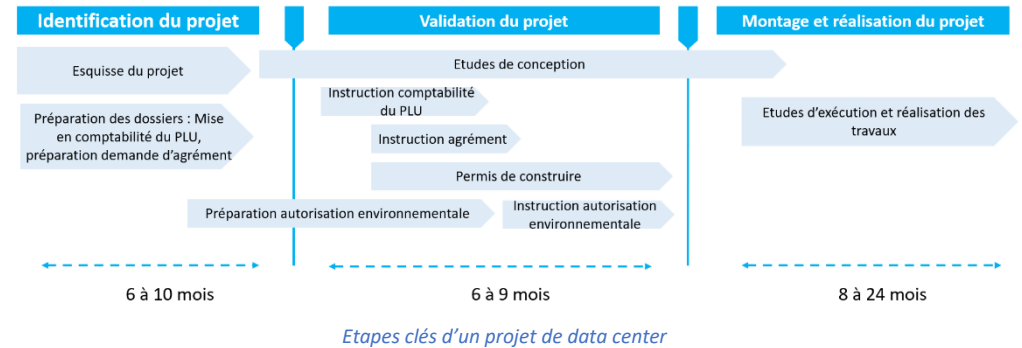 Identification du projet
Validation du projet
Montage et réalisation du projet
Esquisse du projet
Etudes de conception
Instruction comptabilité
du PLU
Préparation des dossiers : Mise
en comptabilité du PLU,
préparation demande d’agrément
Etudes d’exécution et réalisation des
travaux
Instruction agrément
Permis de construire
Préparation autorisation environnementale
Instruction autorisation
environnementale
6 à 10 mois
6 à 9 mois
8 à 24 mois
Etapes clés d’un projet de data center